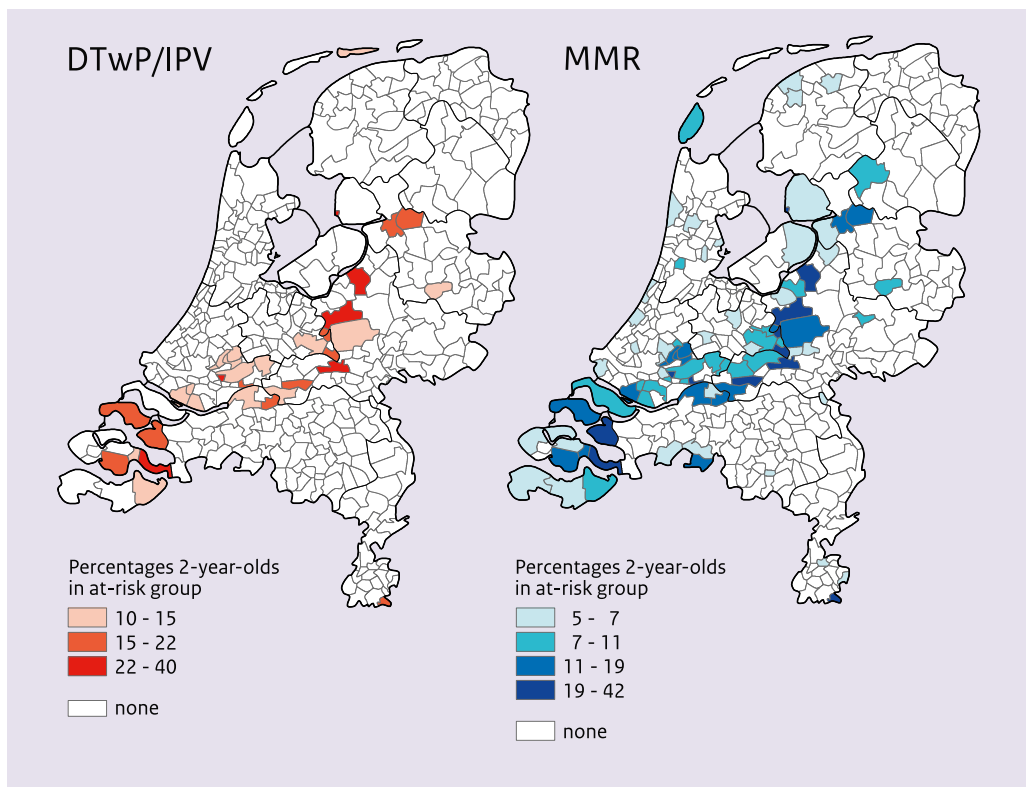 DTwP/IPV
MMR
Percentages 2-year-olds
in at-risk group
10 - 15
15 - 22
22 - 40
none
Percentages 2-year-olds
in at-risk group
5 - 7
7 - 11
11 - 19
19 - 42
none